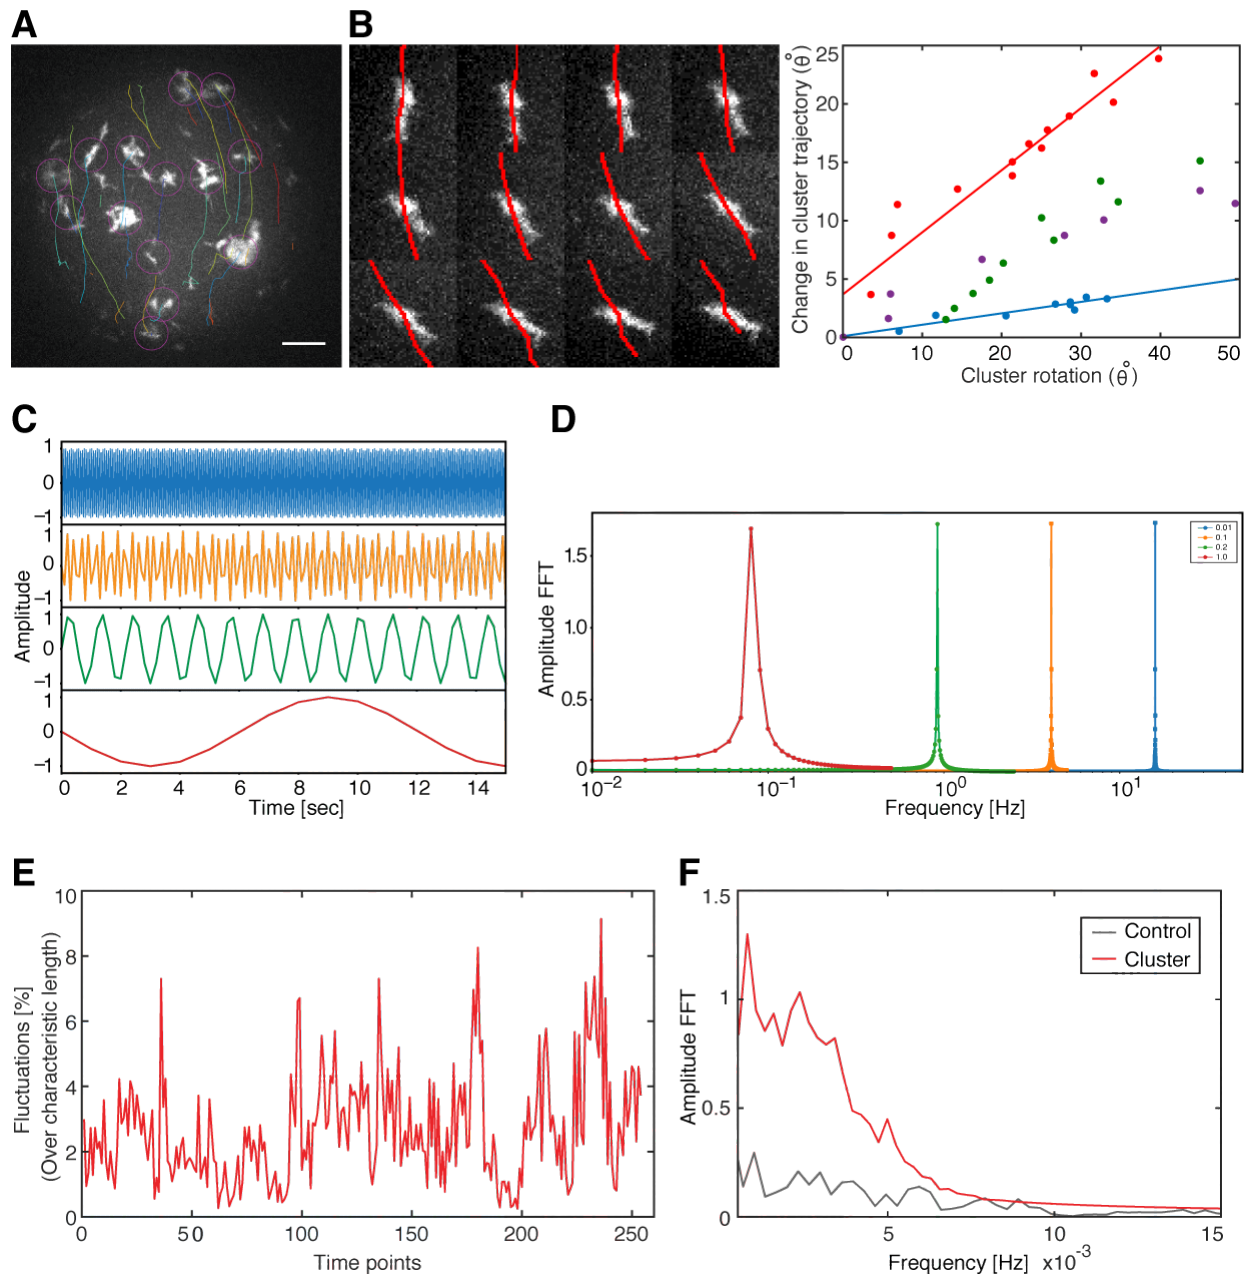 A
B
25
20
15
10
5
0
Change in cluster trajectory (θ°)
0 10 20 30 40 50
Cluster rotation (θ°)
C
1
0
−1
1
0
−1
1
0
−1
1
0
−1
Amplitude
0 2 4 6 8 10 12 14
Time [sec]
D
1.5
1.0
0.5
0
Amplitude FFT
0.01
0.1
0.2
1.0
10⁻² 10⁻¹ 10⁰ 10¹
Frequency [Hz]
E
10
8
6
4
2
0
Fluctuations [%]
(Over characteristic length)
0 50 100 150 200 250
Time points
F
1.5
1
0.5
0
Amplitude FFT
Control
Cluster
5 10 15
Frequency [Hz] x10⁻³